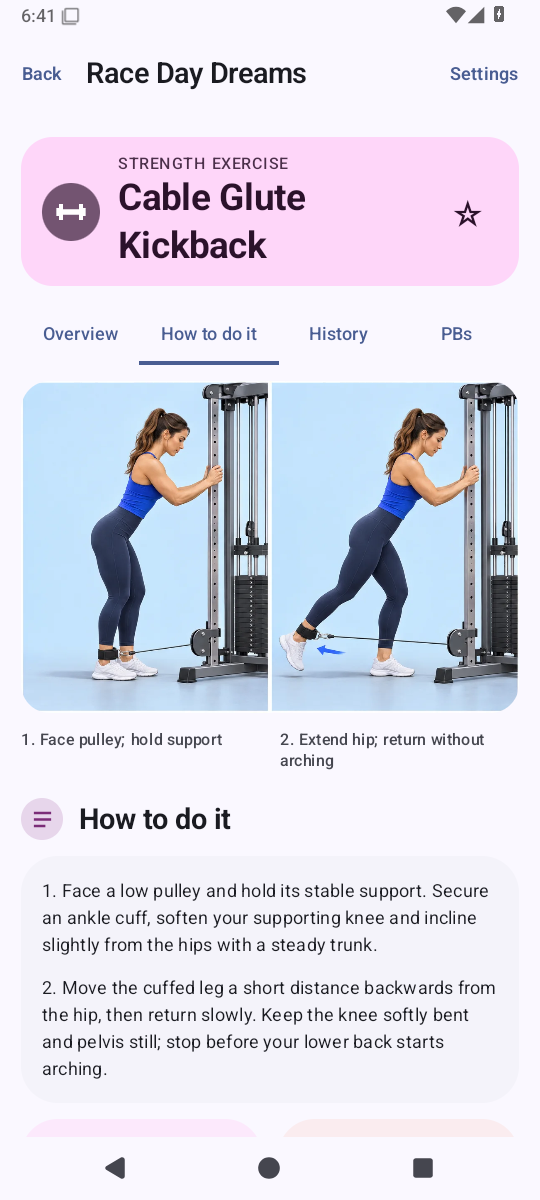 6:41
Back
Race Day Dreams
Settings
STRENGTH EXERCISE
Cable Glute
Kickback
Overview
How to do it
History
PBs
1. Face pulley; hold support
2. Extend hip; return without
arching
How to do it
1. Face a low pulley and hold its stable support. Secure
an ankle cuff, soften your supporting knee and incline
slightly from the hips with a steady trunk.
2. Move the cuffed leg a short distance backwards from
the hip, then return slowly. Keep the knee softly bent
and pelvis still; stop before your lower back starts
arching.